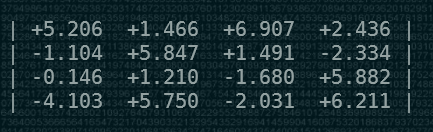 | +5.206 +1.466 +6.907 +2.436 |
| -1.104 +5.847 +1.491 -2.334 |
| -0.146 +1.210 -1.680 +5.882 |
| -4.103 +5.750 -2.031 +6.211 |